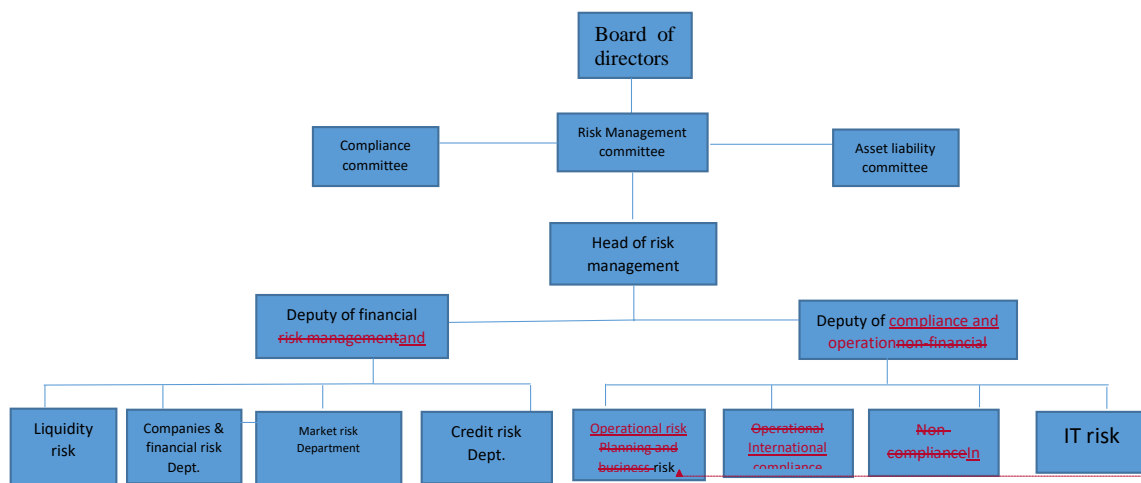 Board of
directors
Compliance
committee
Risk Management
committee
Asset liability
committee
Head of risk
management
Deputy of financial
risk managementand
Deputy of compliance and
operationnon-financial
Liquidity
risk
Companies &
financial risk
Dept.
Market risk
Department
Credit risk
Dept.
Operational risk
Planning and
business risk
Operational
International
compliance
Non-
complianceIn
IT risk